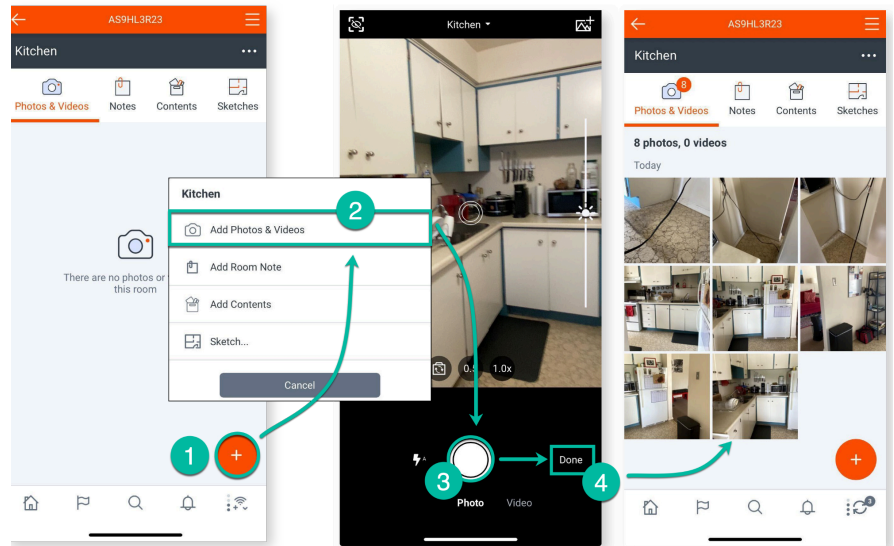 AS9HL3R23
Kitchen
Photos & Videos
Notes
Contents
Sketches
There are no photos or
this room
1
+
Kitchen
2
Add Photos & Videos
Add Room Note
Add Contents
Sketch...
Cancel
Kitchen
1.0x
A
3
Done
4
Photo
Video
AS9HL3R23
Kitchen
8
Photos & Videos
Notes
Contents
Sketches
8 photos, 0 videos
Today
+
3